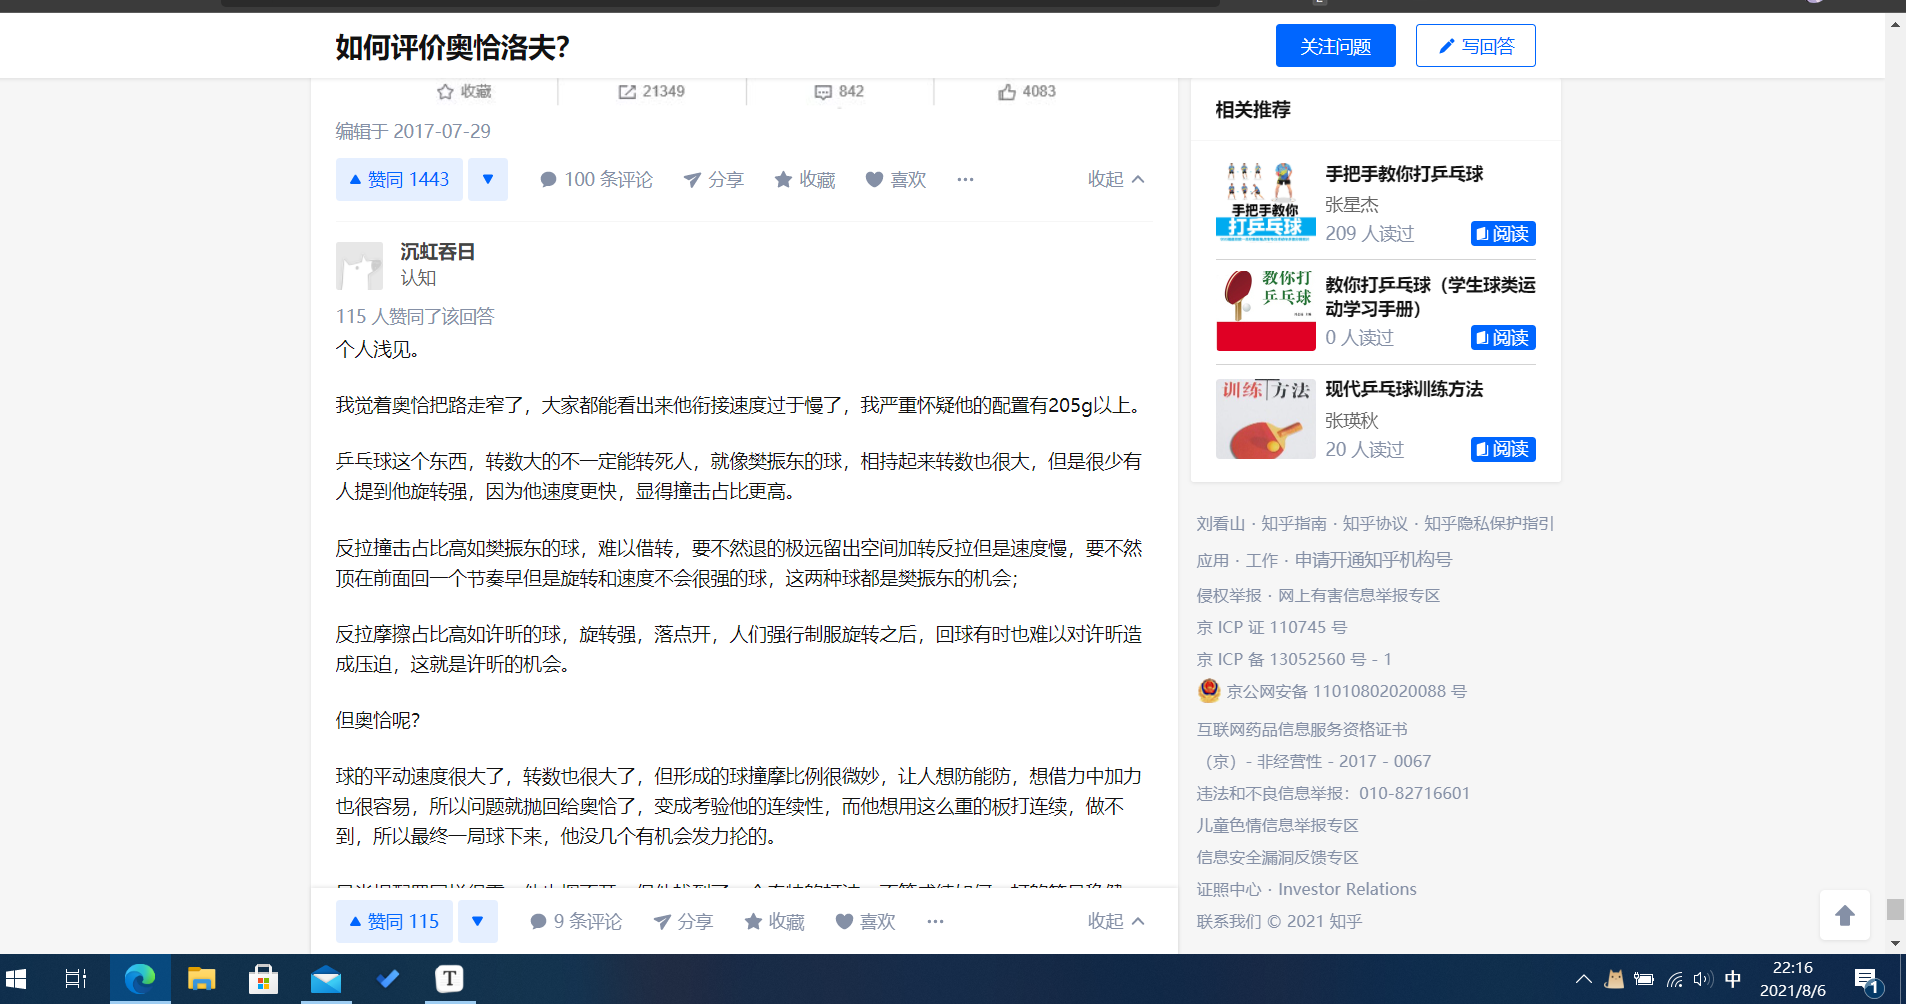 如何评价奥恰洛夫?
关注问题
写回答
收藏
21349
842
4083
编辑于 2017-07-29
赞同 1443
100 条评论
分享
收藏
喜欢
收起
沉虹吞日
认知
115 人赞同了该回答
个人浅见。
我觉着奥恰把路走窄了，大家都能看出来他衔接速度过于慢了，我严重怀疑他的配置有205g以上。
乒乓球这个东西，转数大的不一定能转死人，就像樊振东的球，相持起来转数也很大，但是很少有
人提到他旋转强，因为他速度更快，显得撞击占比更高。
反拉撞击占比高如樊振东的球，难以借转，要不然退的极远留出空间加转反拉但是速度慢，要不然
顶在前面回一个节奏早但是旋转和速度不会很强的球，这两种球都是樊振东的机会；
反拉摩擦占比高如许昕的球，旋转强，落点开，人们强行制服旋转之后，回球有时也难以对许昕造
成压迫，这就是许昕的机会。
但奥恰呢？
球的平动速度很大了，转数也很大了，但形成的球撞摩比例很微妙，让人想防能防，想借力中加力
也很容易，所以问题就抛回给奥恰了，变成考验他的连续性，而他想用这么重的板打连续，做不
到，所以最终一局球下来，他没几个有机会发力抡的。
赞同 115
9 条评论
分享
收藏
喜欢
收起
相关推荐
手把手教你
打乒乓球
手把手教你打乒乓球
张星杰
209 人读过
阅读
教你打
乒乓球
教你打乒乓球（学生球类运
动学习手册）
0 人读过
阅读
训练 方法
现代乒乓球训练方法
张瑛秋
20 人读过
阅读
刘看山 · 知乎指南 · 知乎协议 · 知乎隐私保护指引
应用 · 工作 · 申请开通知乎机构号
侵权举报 · 网上有害信息举报专区
京 ICP 证 110745 号
京 ICP 备 13052560 号 - 1
京公网安备 11010802020088 号
互联网药品信息服务资格证书
（京）- 非经营性 - 2017 - 0067
违法和不良信息举报：010-82716601
儿童色情信息举报专区
信息安全漏洞反馈专区
证照中心 · Investor Relations
联系我们 © 2021 知乎
T
中
22:16
2021/8/6
1